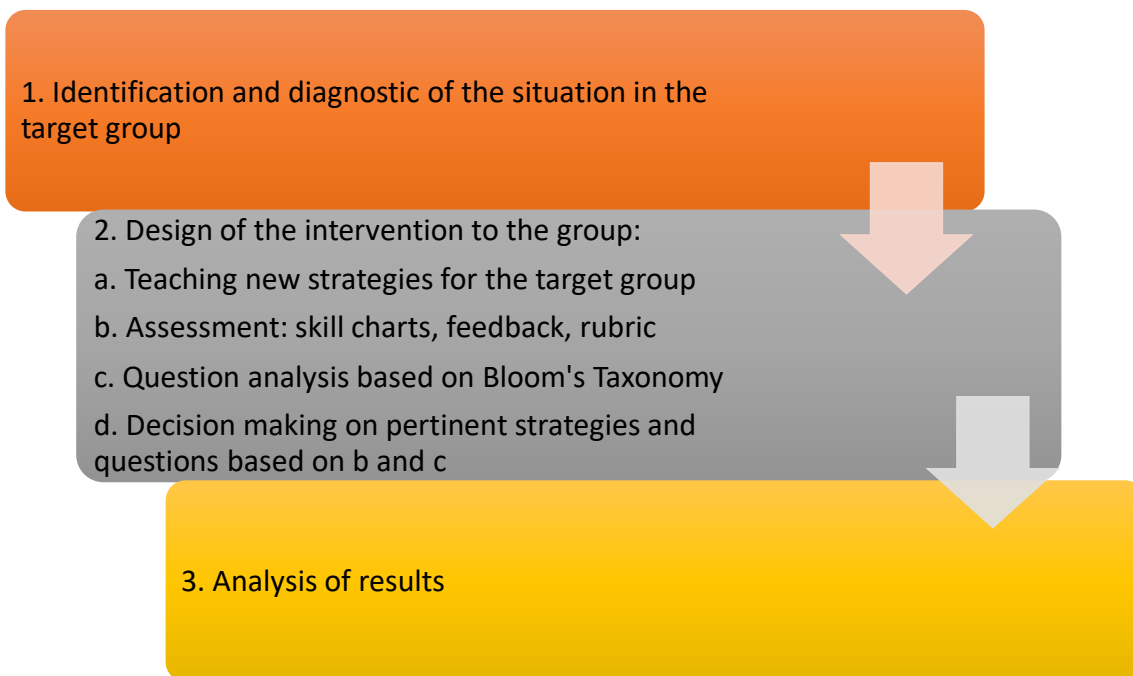 1. Identification and diagnostic of the situation in the
target group
2. Design of the intervention to the group:
a. Teaching new strategies for the target group
b. Assessment: skill charts, feedback, rubric
c. Question analysis based on Bloom's Taxonomy
d. Decision making on pertinent strategies and
questions based on b and c
3. Analysis of results